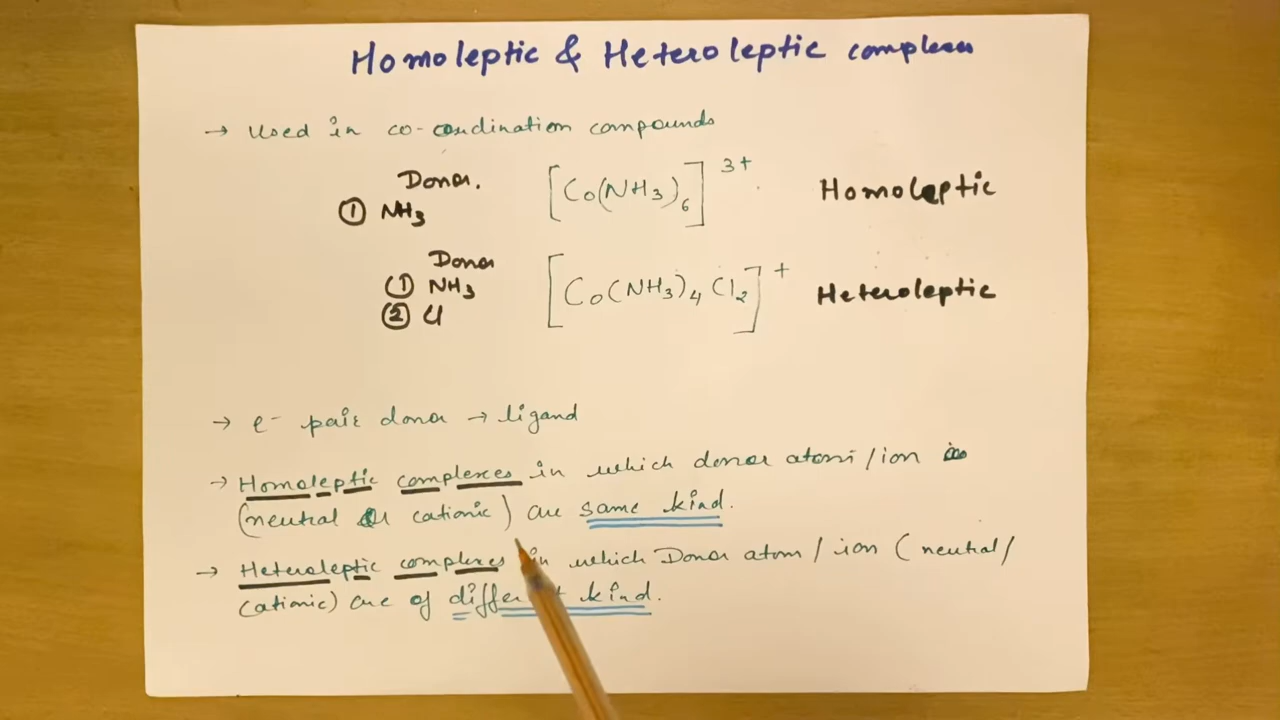 Homoleptic & Heteroleptic complexes
→ Used in co-ordination compounds
Donor. [Co(NH3)6]3+ Homoleptic
① NH3
Donor [Co(NH3)4 Cl2]+ Heteroleptic
① NH3
② Cl
→ e- pair donor → ligand
→ Homoleptic complexes in which donor atoms/ion
(neutral or cationic) are same kind.
→ Heteroleptic complexes in which Donor atom/ion (neutral/
cationic) are of different kind.